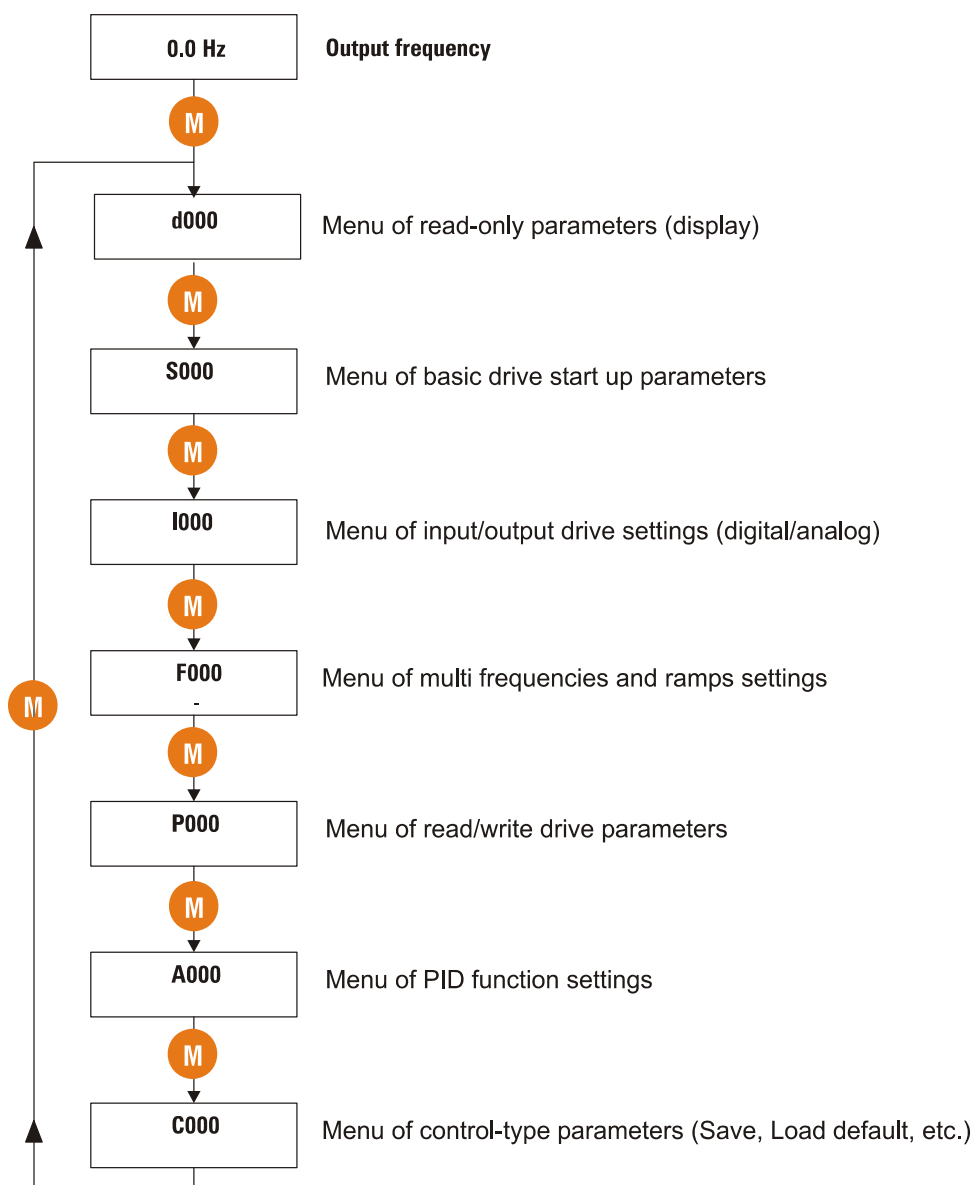 0.0 Hz Output frequency
M
d000 Menu of read-only parameters (display)
M
S000 Menu of basic drive start up parameters
M
I000 Menu of input/output drive settings (digital/analog)
M
F000 Menu of multi frequencies and ramps settings
-
M
M
P000 Menu of read/write drive parameters
M
A000 Menu of PID function settings
M
C000 Menu of control-type parameters (Save, Load default, etc.)